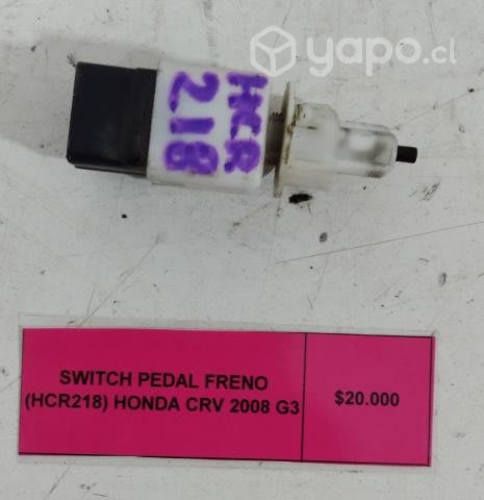 yapo.cl
HCR
218
SWITCH PEDAL FRENO
(HCR218) HONDA CRV 2008 G3
$20.000